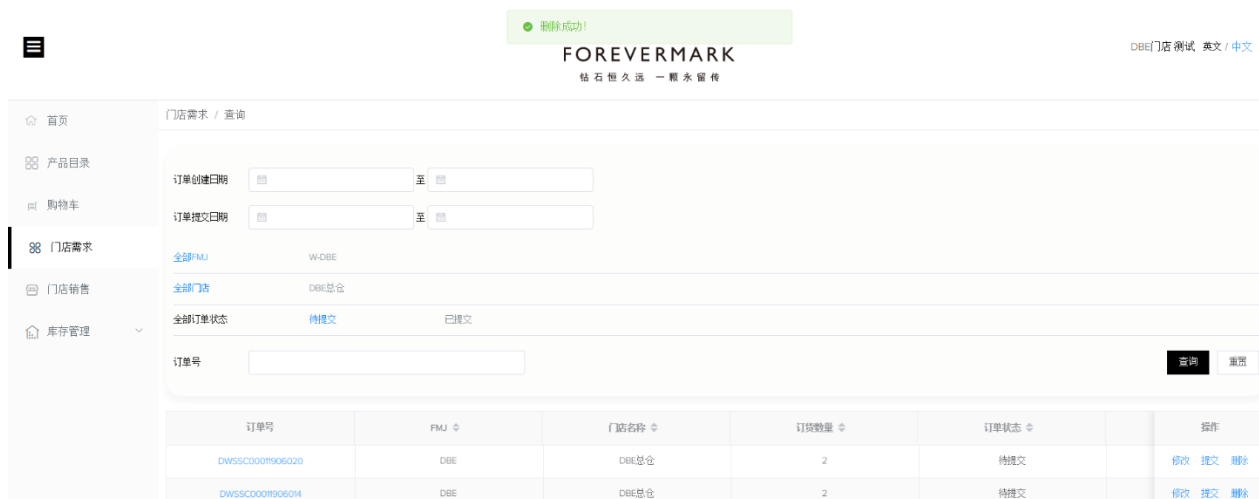 删除成功!
FOREVERMARK
钻石恒久远 一颗永留传
DBE门店 测试 英文 / 中文
首页
门店需求 / 查询
产品目录
订单创建日期 至
购物车
订单提交日期 至
门店需求
全部FMJ W-DBE
门店销售
全部门店 DBE总仓
全部订单状态 待提交 已提交
库存管理
订单号 查询 重置
订单号 FMJ 门店名称 订货数量 订单状态 操作
DWSSC00011906020 DBE DBE总仓 2 待提交 修改 提交 删除
DWSSC00011906014 DBE DBE总仓 2 待提交 修改 提交 删除